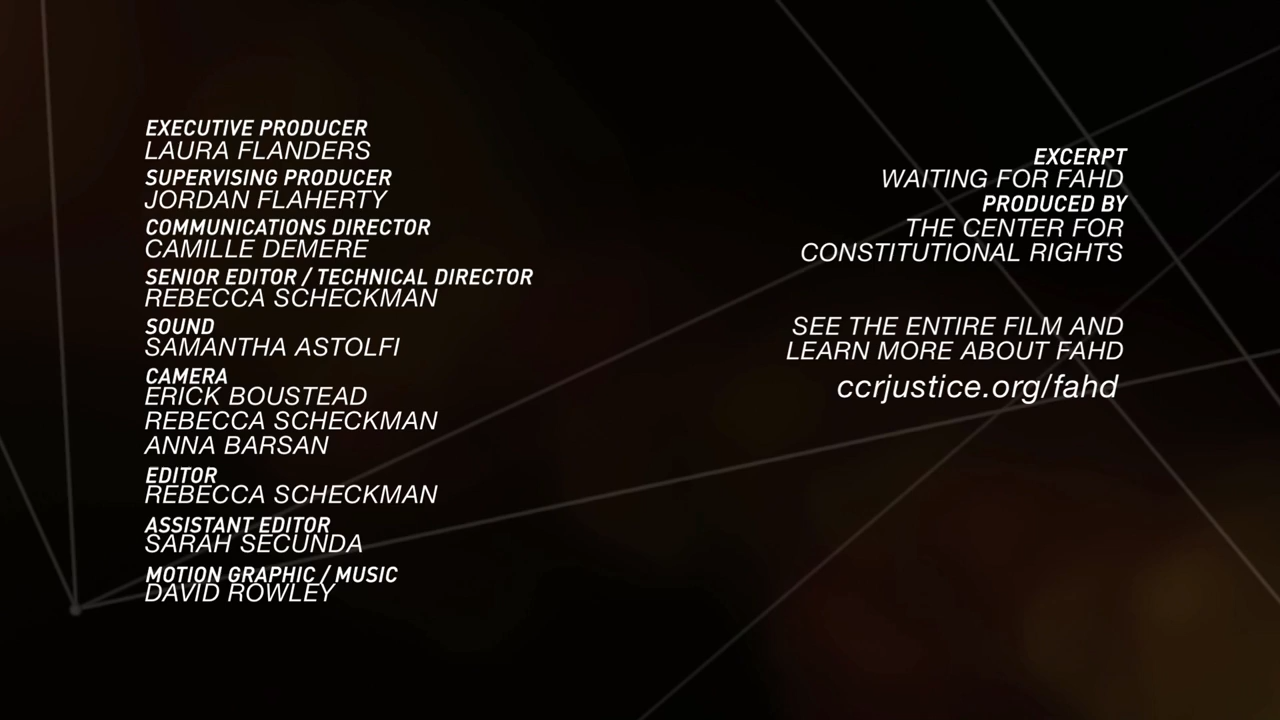 EXECUTIVE PRODUCER
LAURA FLANDERS
SUPERVISING PRODUCER
JORDAN FLAHERTY
COMMUNICATIONS DIRECTOR
CAMILLE DEMERE
SENIOR EDITOR / TECHNICAL DIRECTOR
REBECCA SCHECKMAN
SOUND
SAMANTHA ASTOLFI
CAMERA
ERICK BOUSTEAD
REBECCA SCHECKMAN
ANNA BARSAN
EDITOR
REBECCA SCHECKMAN
ASSISTANT EDITOR
SARAH SECUNDA
MOTION GRAPHIC / MUSIC
DAVID ROWLEY
EXCERPT
WAITING FOR FAHD
PRODUCED BY
THE CENTER FOR
CONSTITUTIONAL RIGHTS
SEE THE ENTIRE FILM AND
LEARN MORE ABOUT FAHD
ccrjustice.org/fahd